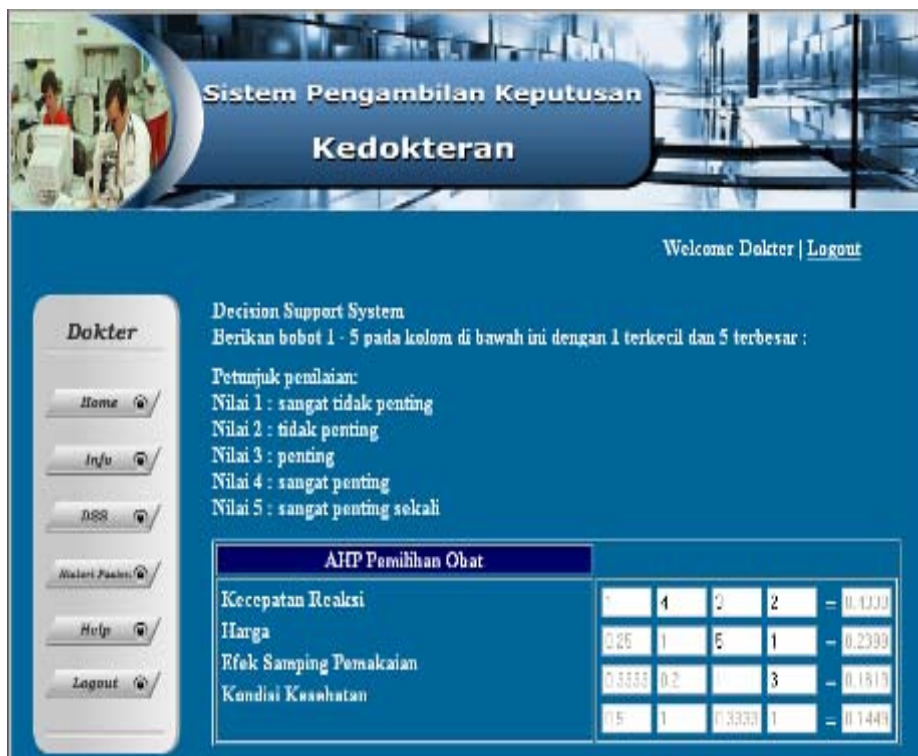 Sistem Pengambilan Keputusan
Kedokteran
Welcome Dokter | Logout
Dokter
Home
Info
DSS
Histori Pasien
Help
Logout
Decision Support System
Berikan bobot 1 - 5 pada kolom di bawah ini dengan 1 terkecil dan 5 terbesar :
Petunjuk penilaian:
Nilai 1 : sangat tidak penting
Nilai 2 : tidak penting
Nilai 3 : penting
Nilai 4 : sangat penting
Nilai 5 : sangat penting sekali
AHP Pemilihan Obat
Kecepatan Reaksi 1 4 3 2 =
Harga 0.25 1 5 1 = 0.2399
Efek Samping Pemakaian 0.3333 0.2 3 =
Kondisi Kesehatan 0.5 1 0.3333 1 = 0.1449